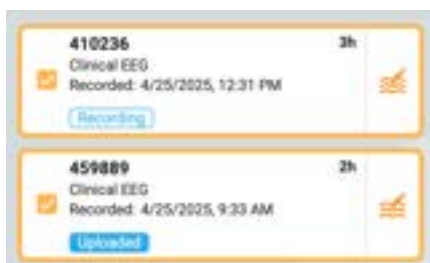 410236 3h
Clinical EEG
Recorded: 4/25/2025, 12:31 PM
Recording
459889 2h
Clinical EEG
Recorded: 4/25/2025, 9:33 AM
Uploaded